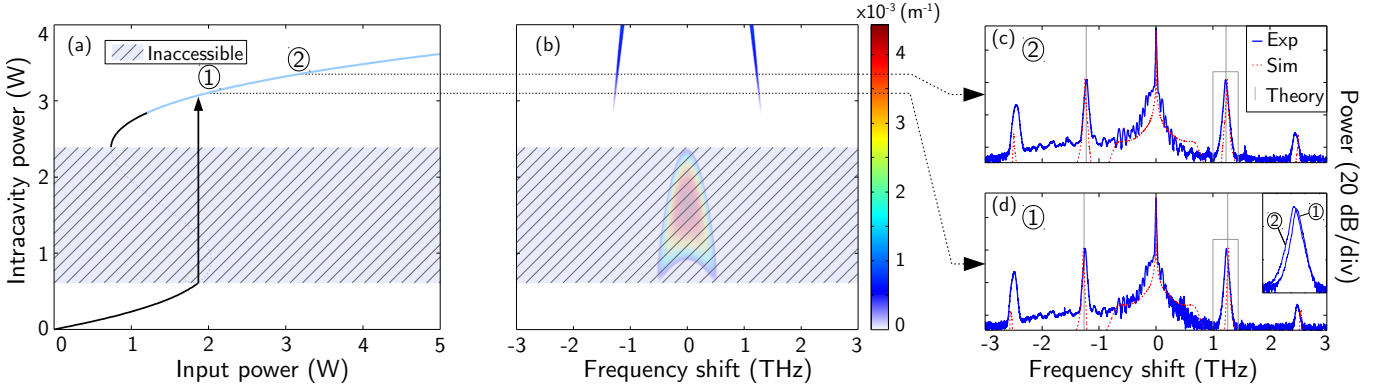 (a)
Inaccessible
①
②
4
3
2
1
0
Intracavity power (W)
0 1 2 3 4 5
Input power (W)
(b)
-3 -2 -1 0 1 2 3
Frequency shift (THz)
×10⁻³ (m⁻¹)
4
3
2
1
0
(c)
②
Exp
Sim
Theory
(d)
①
②
①
-3 -2 -1 0 1 2 3
Frequency shift (THz)
Power (20 dB/div)